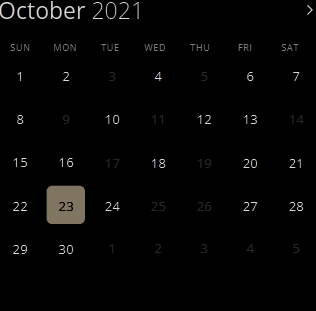 October 2021
SUN MON TUE WED THU FRI SAT
1 2 3 4 5 6 7
8 9 10 11 12 13 14
15 16 17 18 19 20 21
22 23 24 25 26 27 28
29 30 1 2 3 4 5